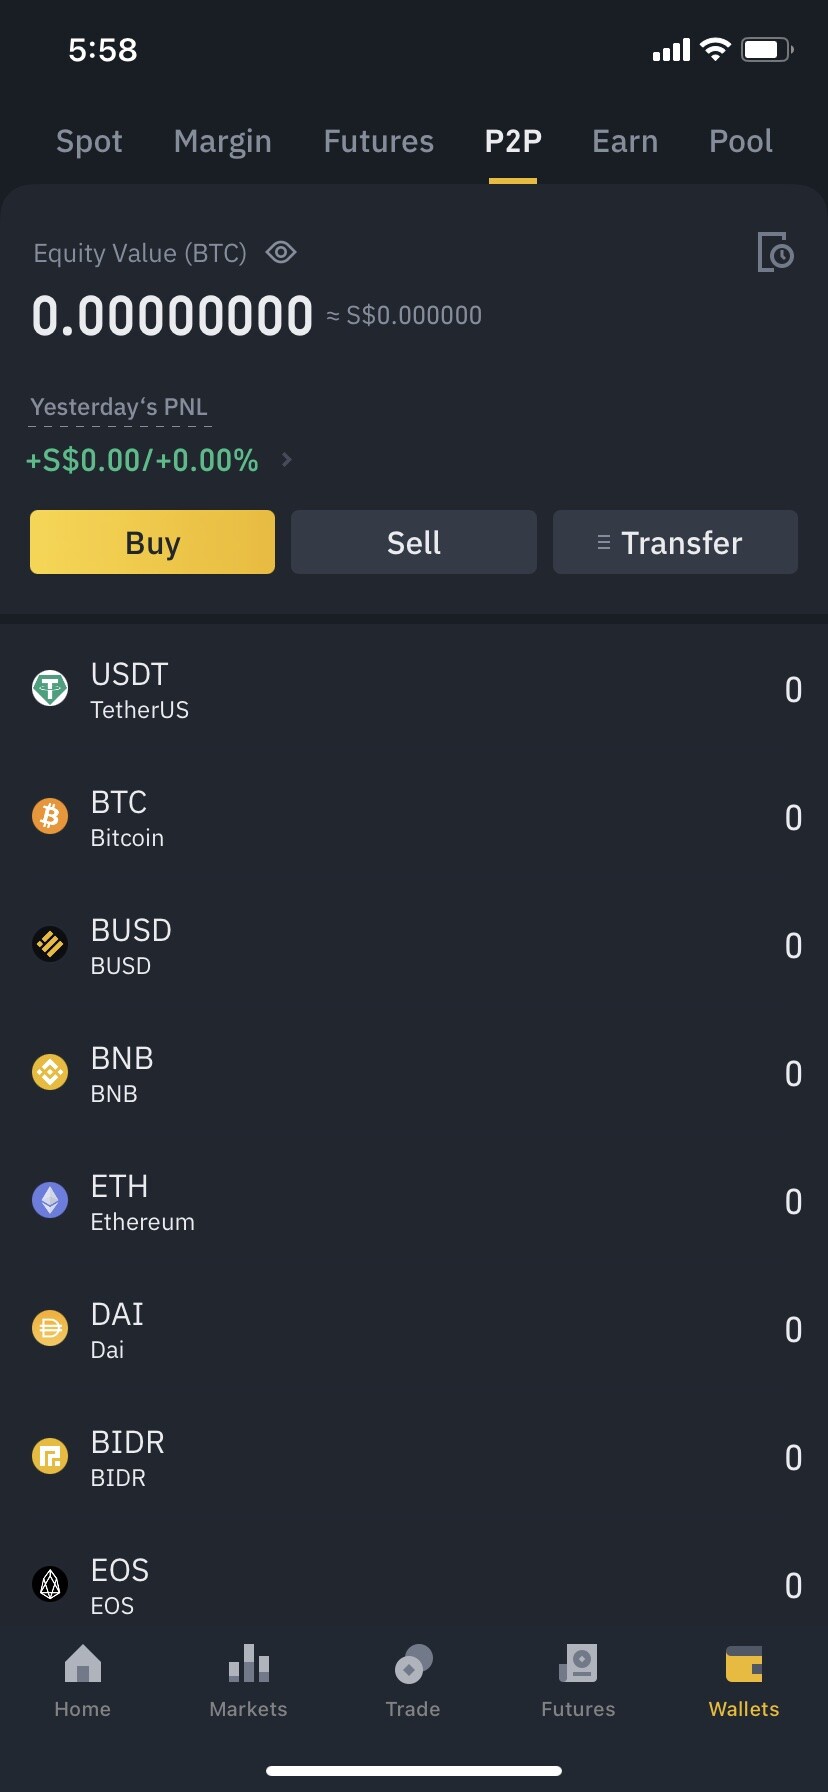 5:58
Spot Margin Futures P2P Earn Pool
Equity Value (BTC)
0.00000000 ≈ S$0.000000
Yesterday‘s PNL
+S$0.00/+0.00%
Buy Sell Transfer
USDT
TetherUS
0
BTC
Bitcoin
0
BUSD
BUSD
0
BNB
BNB
0
ETH
Ethereum
0
DAI
Dai
0
BIDR
BIDR
0
EOS
EOS
0
Home Markets Trade Futures Wallets